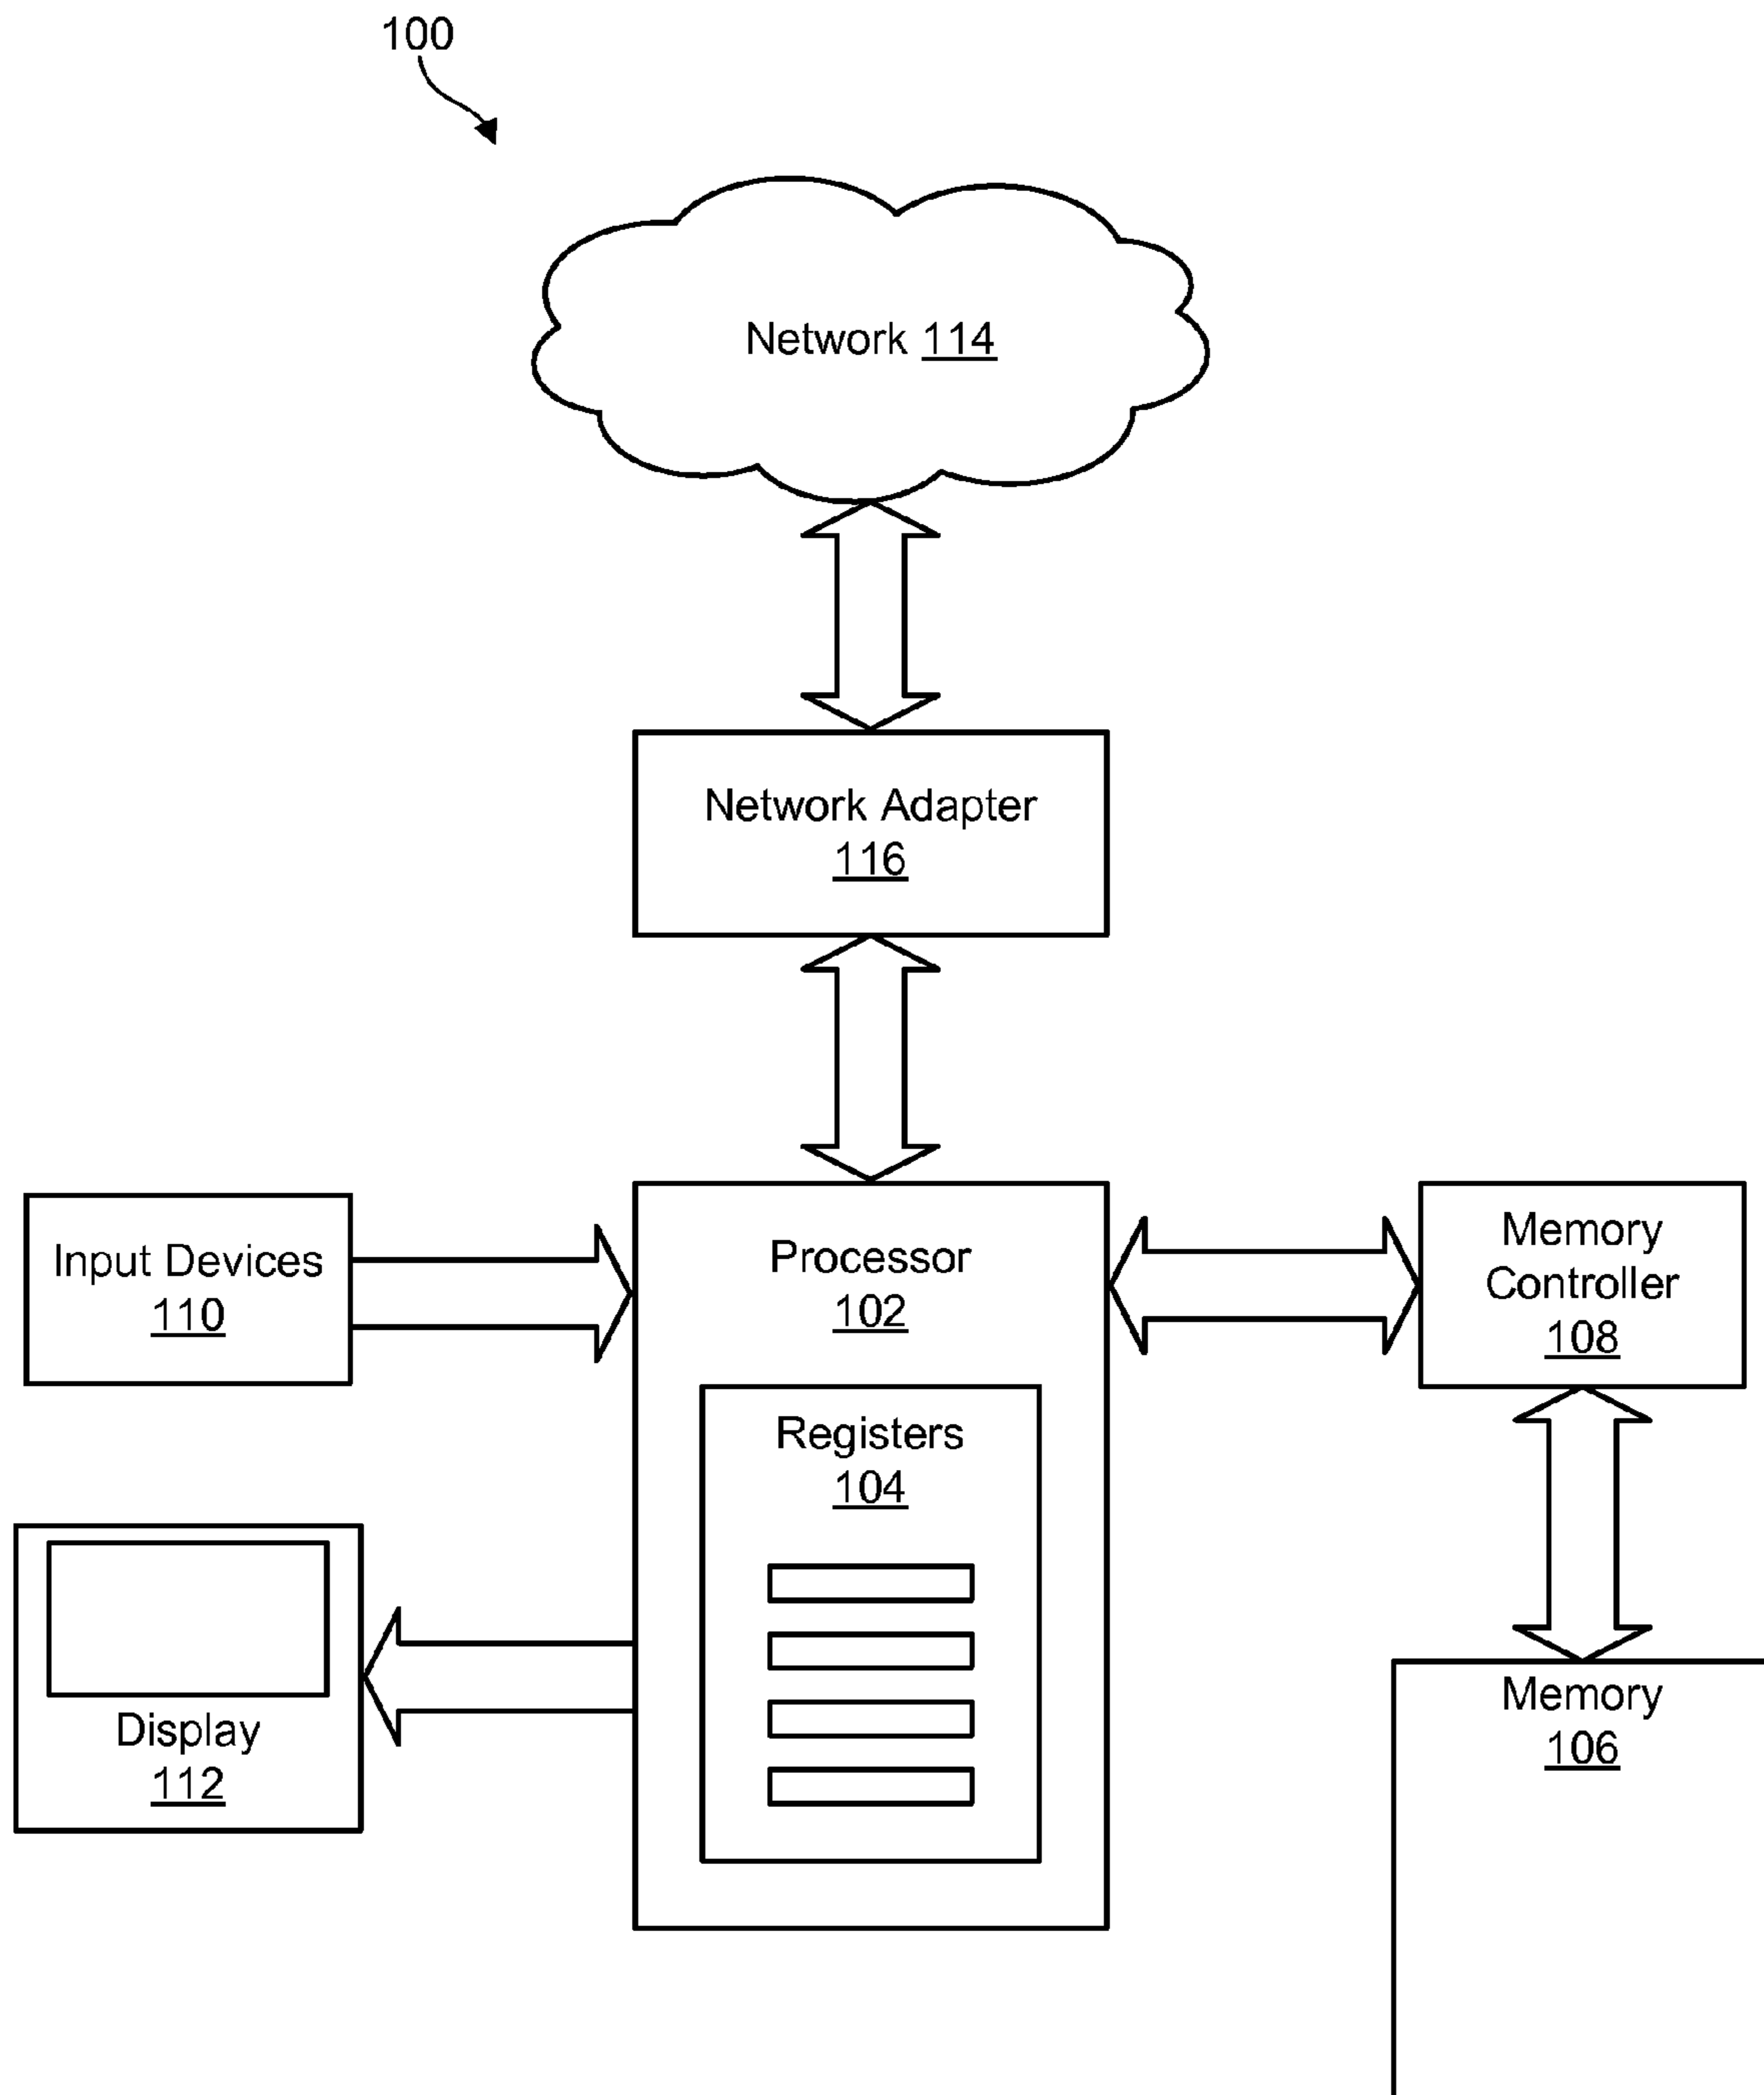 100
Network 114
Network Adapter
116
Input Devices
110
Processor
102
Memory
Controller
108
Registers
104
Display
112
Memory
106